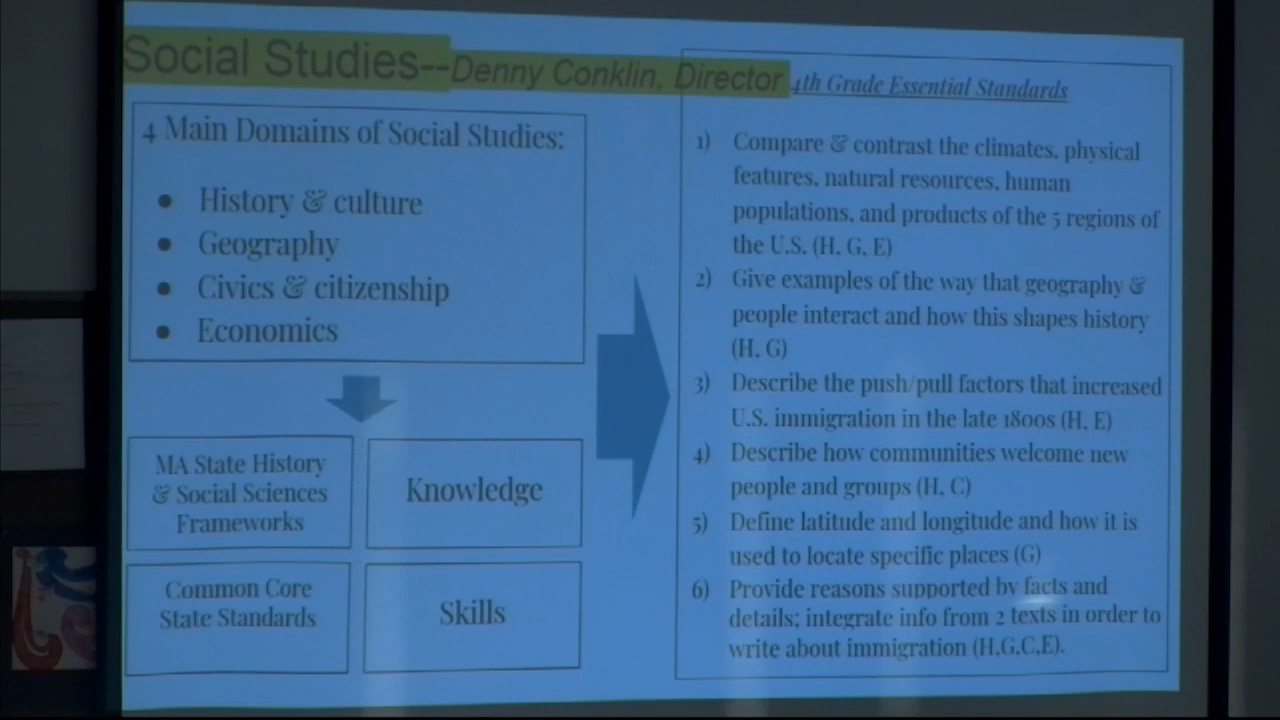 Social Studies--Denny Conklin, Director
4 Main Domains of Social Studies:
● History & culture
● Geography
● Civics & citizenship
● Economics
MA State History
& Social Sciences
Frameworks
Knowledge
Common Core
State Standards
Skills
4th Grade Essential Standards
1) Compare & contrast the climates, physical
features, natural resources, human
populations, and products of the 5 regions of
the U.S. (H, G, E)
2) Give examples of the way that geography &
people interact and how this shapes history
(H, G)
3) Describe the push/pull factors that increased
U.S. immigration in the late 1800s (H, E)
4) Describe how communities welcome new
people and groups (H, C)
5) Define latitude and longitude and how it is
used to locate specific places (G)
6) Provide reasons supported by facts and
details; integrate info from 2 texts in order to
write about immigration (H,G,C,E).